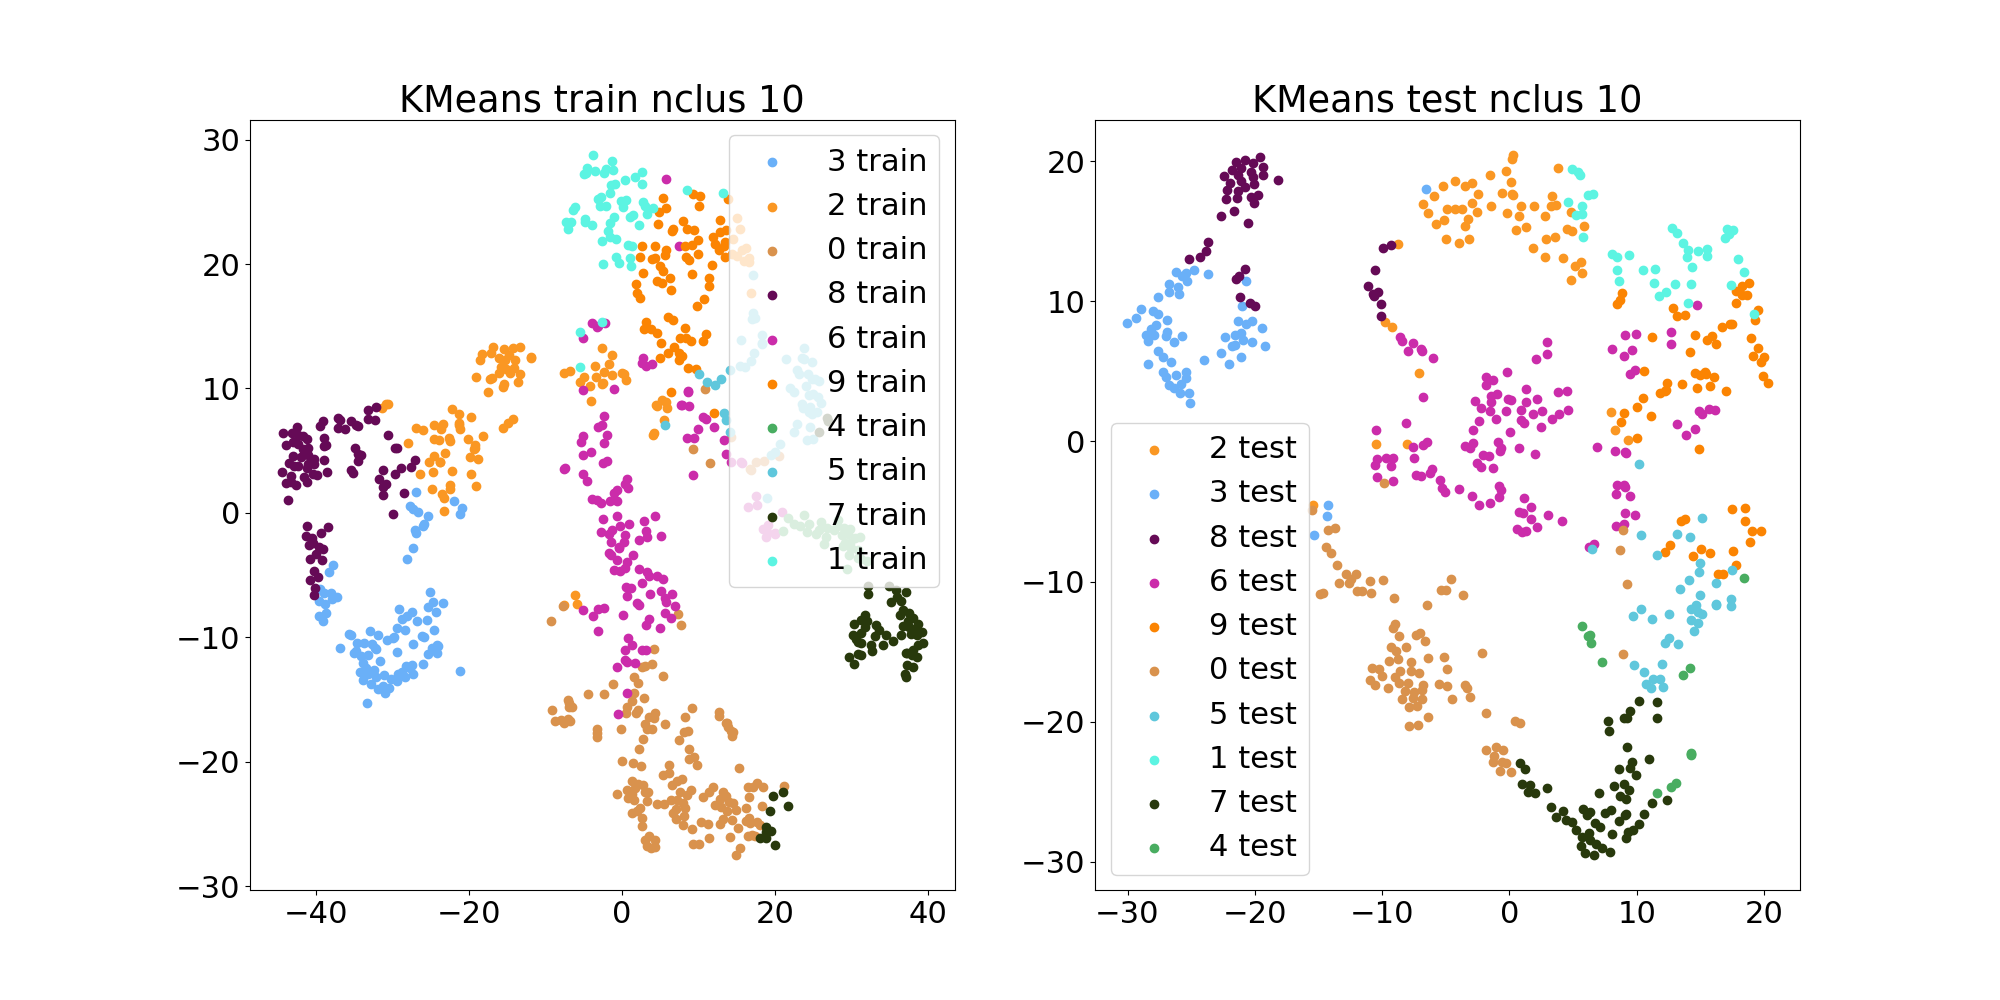 KMeans train nclus 10
30
20
10
0
−10
−20
−30
−40
−20
0
20
40
3 train
2 train
0 train
8 train
6 train
9 train
4 train
5 train
7 train
1 train
KMeans test nclus 10
20
10
0
−10
−20
−30
−30
−20
−10
0
10
20
2 test
3 test
8 test
6 test
9 test
0 test
5 test
1 test
7 test
4 test